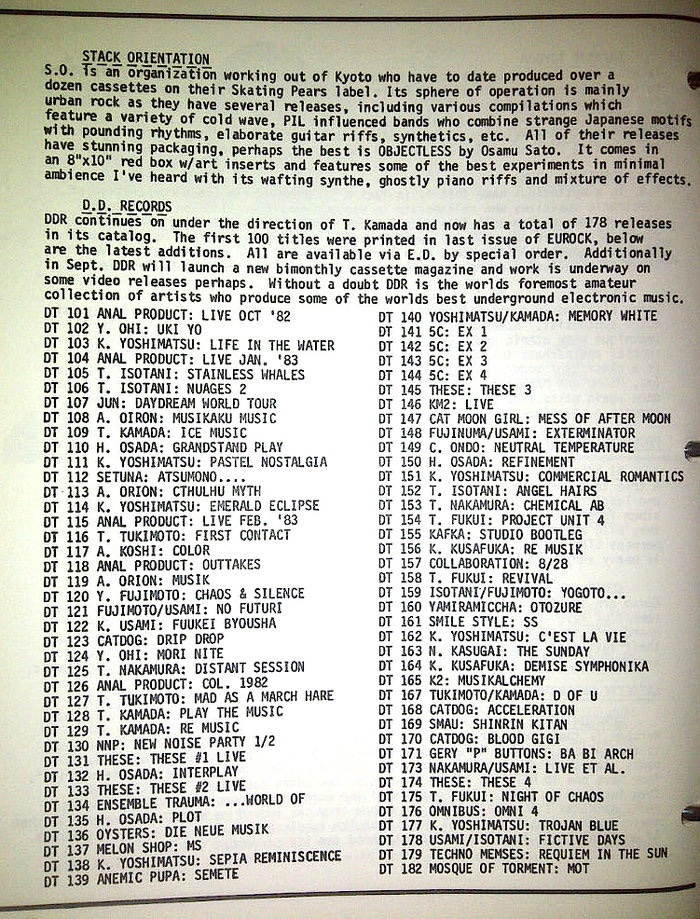 STACK ORIENTATION
S.O. is an organization working out of Kyoto who have to date produced over a
dozen cassettes on their Skating Pears label. Its sphere of operation is mainly
urban rock as they have several releases, including various compilations which
feature a variety of cold wave, PIL influenced bands who combine strange Japanese motifs
with pounding rhythms, elaborate guitar riffs, synthetics, etc. All of their releases
have stunning packaging, perhaps the best is OBJECTLESS by Osamu Sato. It comes in
an 8"x10" red box w/art inserts and features some of the best experiments in minimal
ambience I've heard with its wafting synthe, ghostly piano riffs and mixture of effects.
D.D. RECORDS
DDR continues on under the direction of T. Kamada and now has a total of 178 releases
in its catalog. The first 100 titles were printed in last issue of EUROCK, below
are the latest additions. All are available via E.D. by special order. Additionally
in Sept. DDR will launch a new bimonthly cassette magazine and work is underway on
some video releases perhaps. Without a doubt DDR is the worlds foremost amateur
collection of artists who produce some of the worlds best underground electronic music.
DT 101 ANAL PRODUCT: LIVE OCT '82
DT 102 Y. OHI: UKI YO
DT 103 K. YOSHIMATSU: LIFE IN THE WATER
DT 104 ANAL PRODUCT: LIVE JAN. '83
DT 105 T. ISOTANI: STAINLESS WHALES
DT 106 T. ISOTANI: NUAGES 2
DT 107 JUN: DAYDREAM WORLD TOUR
DT 108 A. OIRON: MUSIKAKU MUSIC
DT 109 T. KAMADA: ICE MUSIC
DT 110 H. OSADA: GRANDSTAND PLAY
DT 111 K. YOSHIMATSU: PASTEL NOSTALGIA
DT 112 SETUNA: ATSUMONO....
DT 113 A. ORION: CTHULHU MYTH
DT 114 K. YOSHIMATSU: EMERALD ECLIPSE
DT 115 ANAL PRODUCT: LIVE FEB. '83
DT 116 T. TUKIMOTO: FIRST CONTACT
DT 117 A. KOSHI: COLOR
DT 118 ANAL PRODUCT: OUTTAKES
DT 119 A. ORION: MUSIK
DT 120 Y. FUJIMOTO: CHAOS & SILENCE
DT 121 FUJIMOTO/USAMI: NO FUTURI
DT 122 K. USAMI: FUUKEI BYOUSHA
DT 123 CATDOG: DRIP DROP
DT 124 Y. OHI: MORI NITE
DT 125 T. NAKAMURA: DISTANT SESSION
DT 126 ANAL PRODUCT: COL. 1982
DT 127 T. TUKIMOTO: MAD AS A MARCH HARE
DT 128 T. KAMADA: PLAY THE MUSIC
DT 129 T. KAMADA: RE MUSIC
DT 130 NNP: NEW NOISE PARTY 1/2
DT 131 THESE: THESE #1 LIVE
DT 132 H. OSADA: INTERPLAY
DT 133 THESE: THESE #2 LIVE
DT 134 ENSEMBLE TRAUMA: ...WORLD OF
DT 135 H. OSADA: PLOT
DT 136 OYSTERS: DIE NEUE MUSIK
DT 137 MELON SHOP: MS
DT 138 K. YOSHIMATSU: SEPIA REMINISCENCE
DT 139 ANEMIC PUPA: SEMETE
DT 140 YOSHIMATSU/KAMADA: MEMORY WHITE
DT 141 5C: EX 1
DT 142 5C: EX 2
DT 143 5C: EX 3
DT 144 5C: EX 4
DT 145 THESE: THESE 3
DT 146 KM2: LIVE
DT 147 CAT MOON GIRL: MESS OF AFTER MOON
DT 148 FUJINUMA/USAMI: EXTERMINATOR
DT 149 C. ONDO: NEUTRAL TEMPERATURE
DT 150 H. OSADA: REFINEMENT
DT 151 K. YOSHIMATSU: COMMERCIAL ROMANTICS
DT 152 T. ISOTANI: ANGEL HAIRS
DT 153 T. NAKAMURA: CHEMICAL AB
DT 154 T. FUKUI: PROJECT UNIT 4
DT 155 KAFKA: STUDIO BOOTLEG
DT 156 K. KUSAFUKA: RE MUSIK
DT 157 COLLABORATION: 8/28
DT 158 T. FUKUI: REVIVAL
DT 159 ISOTANI/FUJIMOTO: YOGOTO...
DT 160 YAMIRAMICCHA: OTOZURE
DT 161 SMILE STYLE: SS
DT 162 K. YOSHIMATSU: C'EST LA VIE
DT 163 N. KASUGAI: THE SUNDAY
DT 164 K. KUSAFUKA: DEMISE SYMPHONIKA
DT 165 K2: MUSIKALCHEMY
DT 167 TUKIMOTO/KAMADA: D OF U
DT 168 CATDOG: ACCELERATION
DT 169 SMAU: SHINRIN KITAN
DT 170 CATDOG: BLOOD GIGI
DT 171 GERY "P" BUTTONS: BA BI ARCH
DT 173 NAKAMURA/USAMI: LIVE ET AL.
DT 174 THESE: THESE 4
DT 175 T. FUKUI: NIGHT OF CHAOS
DT 176 OMNIBUS: OMNI 4
DT 177 K. YOSHIMATSU: TROJAN BLUE
DT 178 USAMI/ISOTANI: FICTIVE DAYS
DT 179 TECHNO MEMSES: REQUIEM IN THE SUN
DT 182 MOSQUE OF TORMENT: MOT